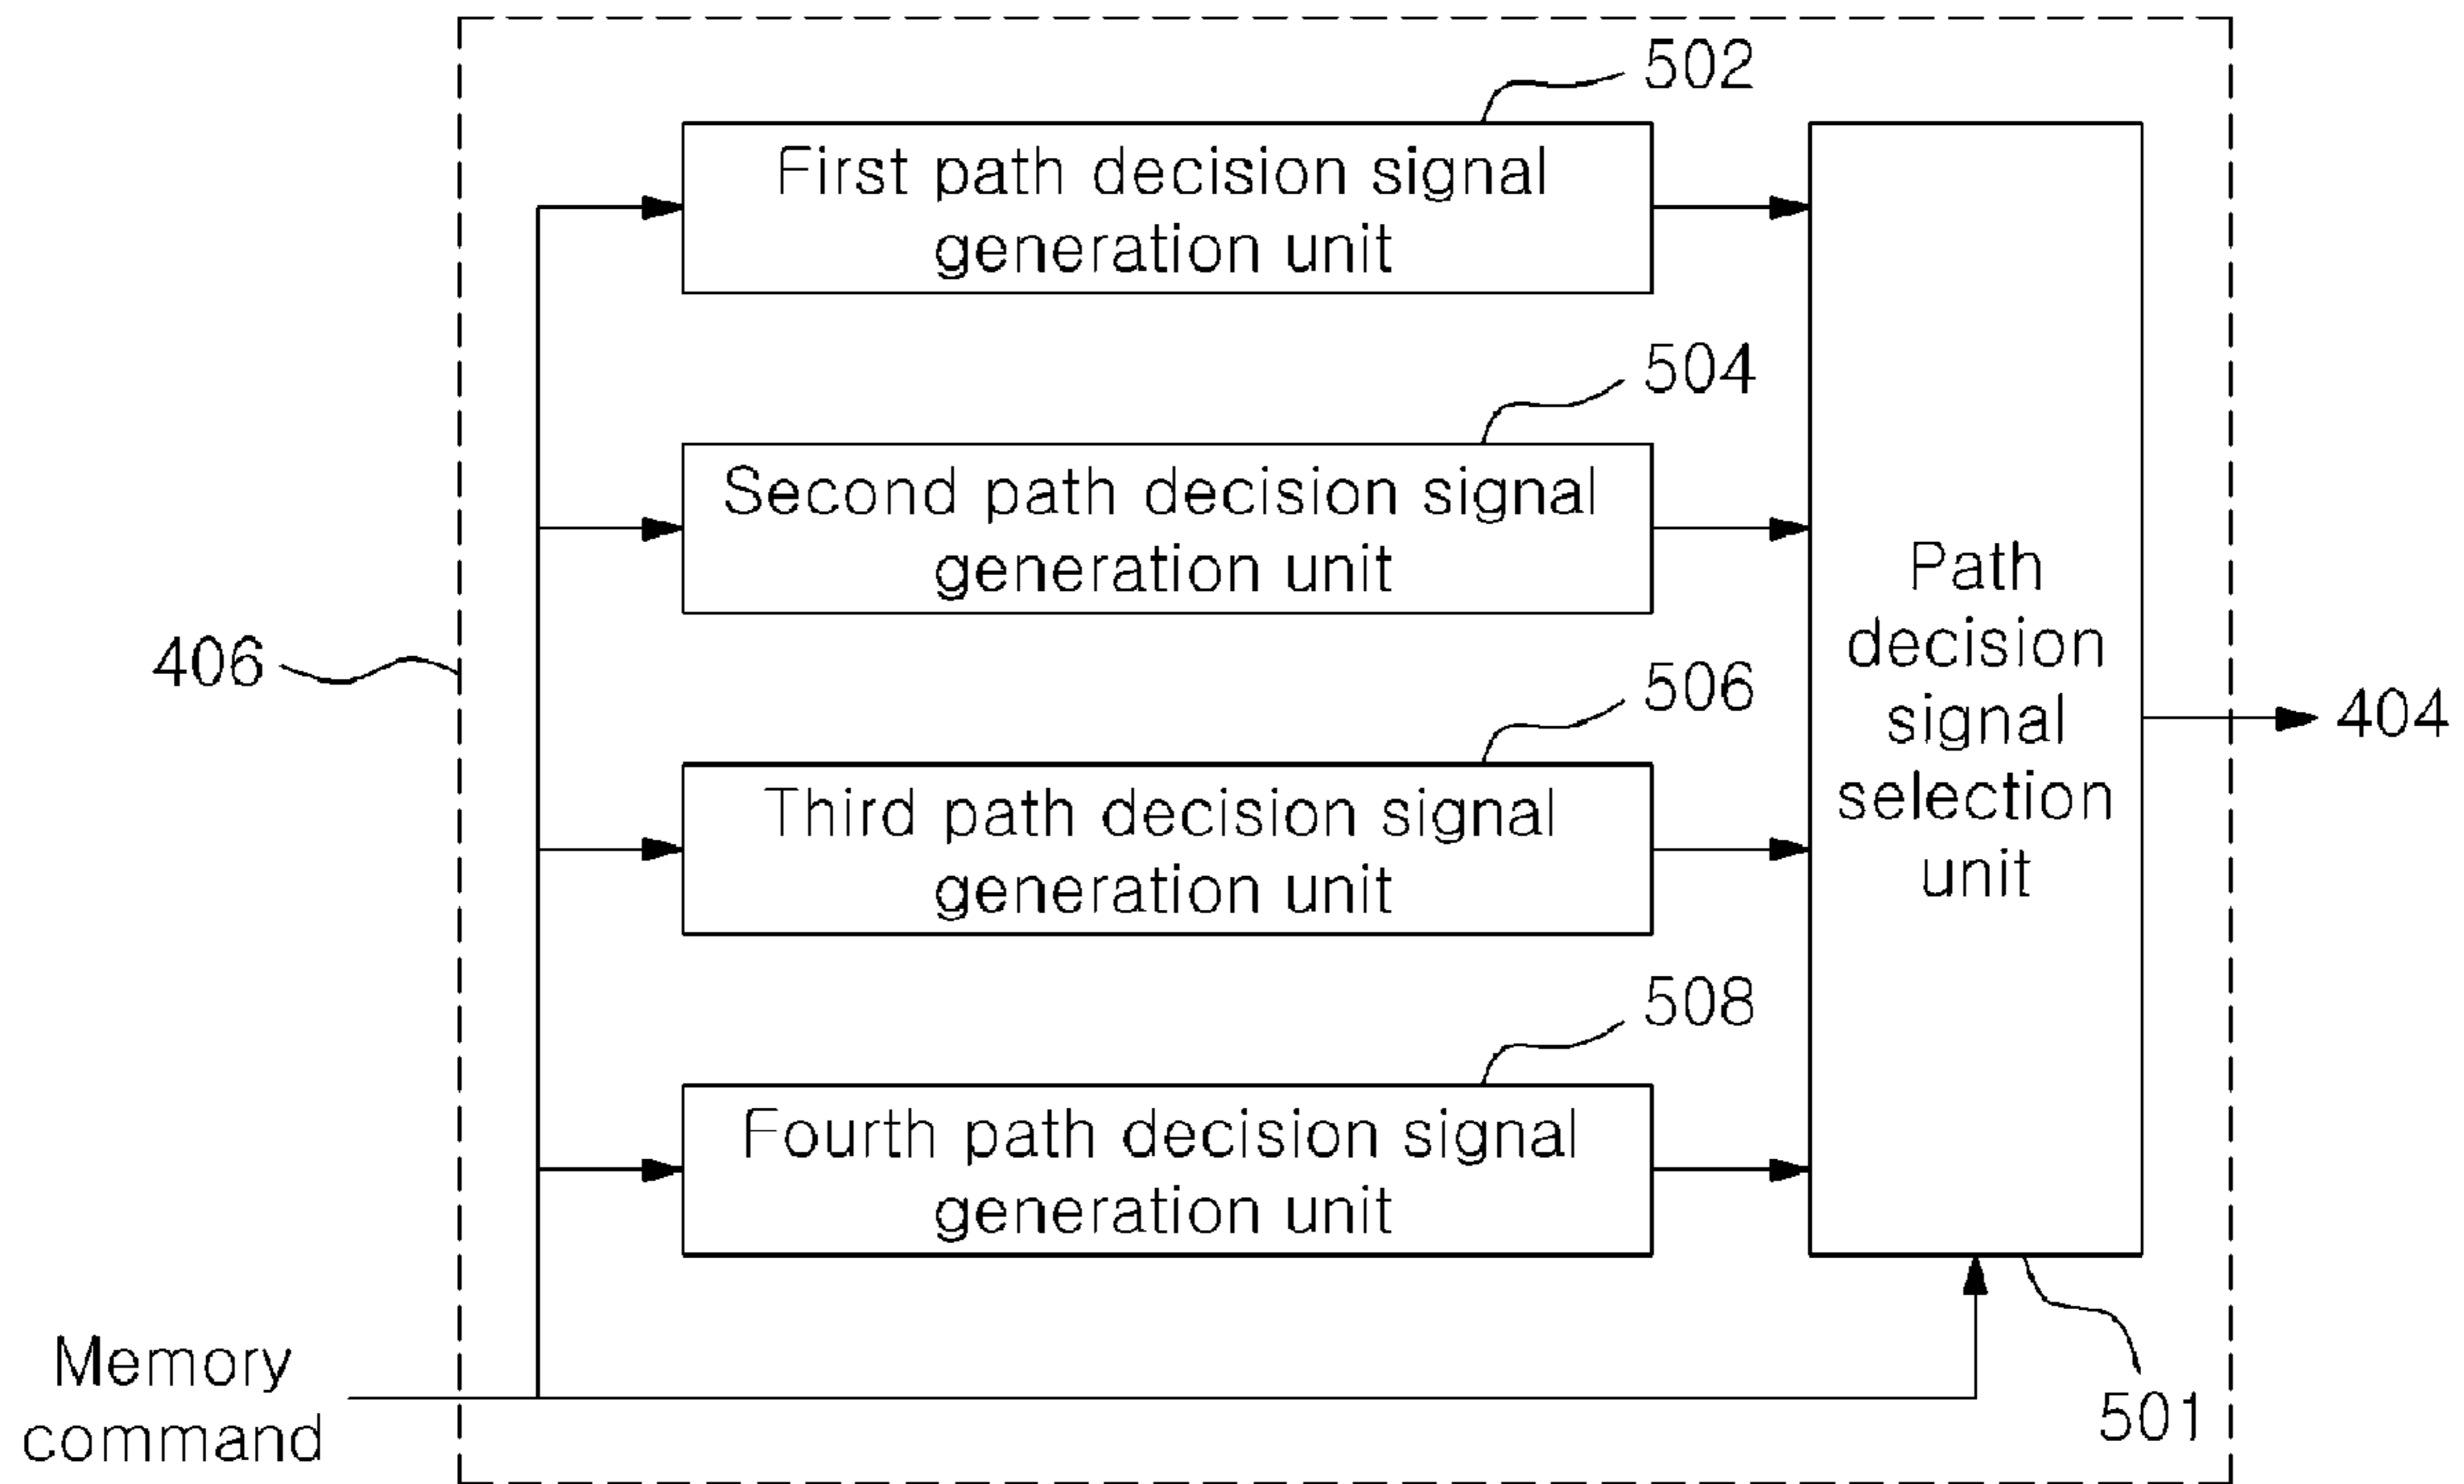 502
First path decision signal
generation unit
504
Second path decision signal
generation unit
506
Third path decision signal
generation unit
508
Fourth path decision signal
generation unit
Path
decision
signal
selection
unit
406
404
Memory
command
501